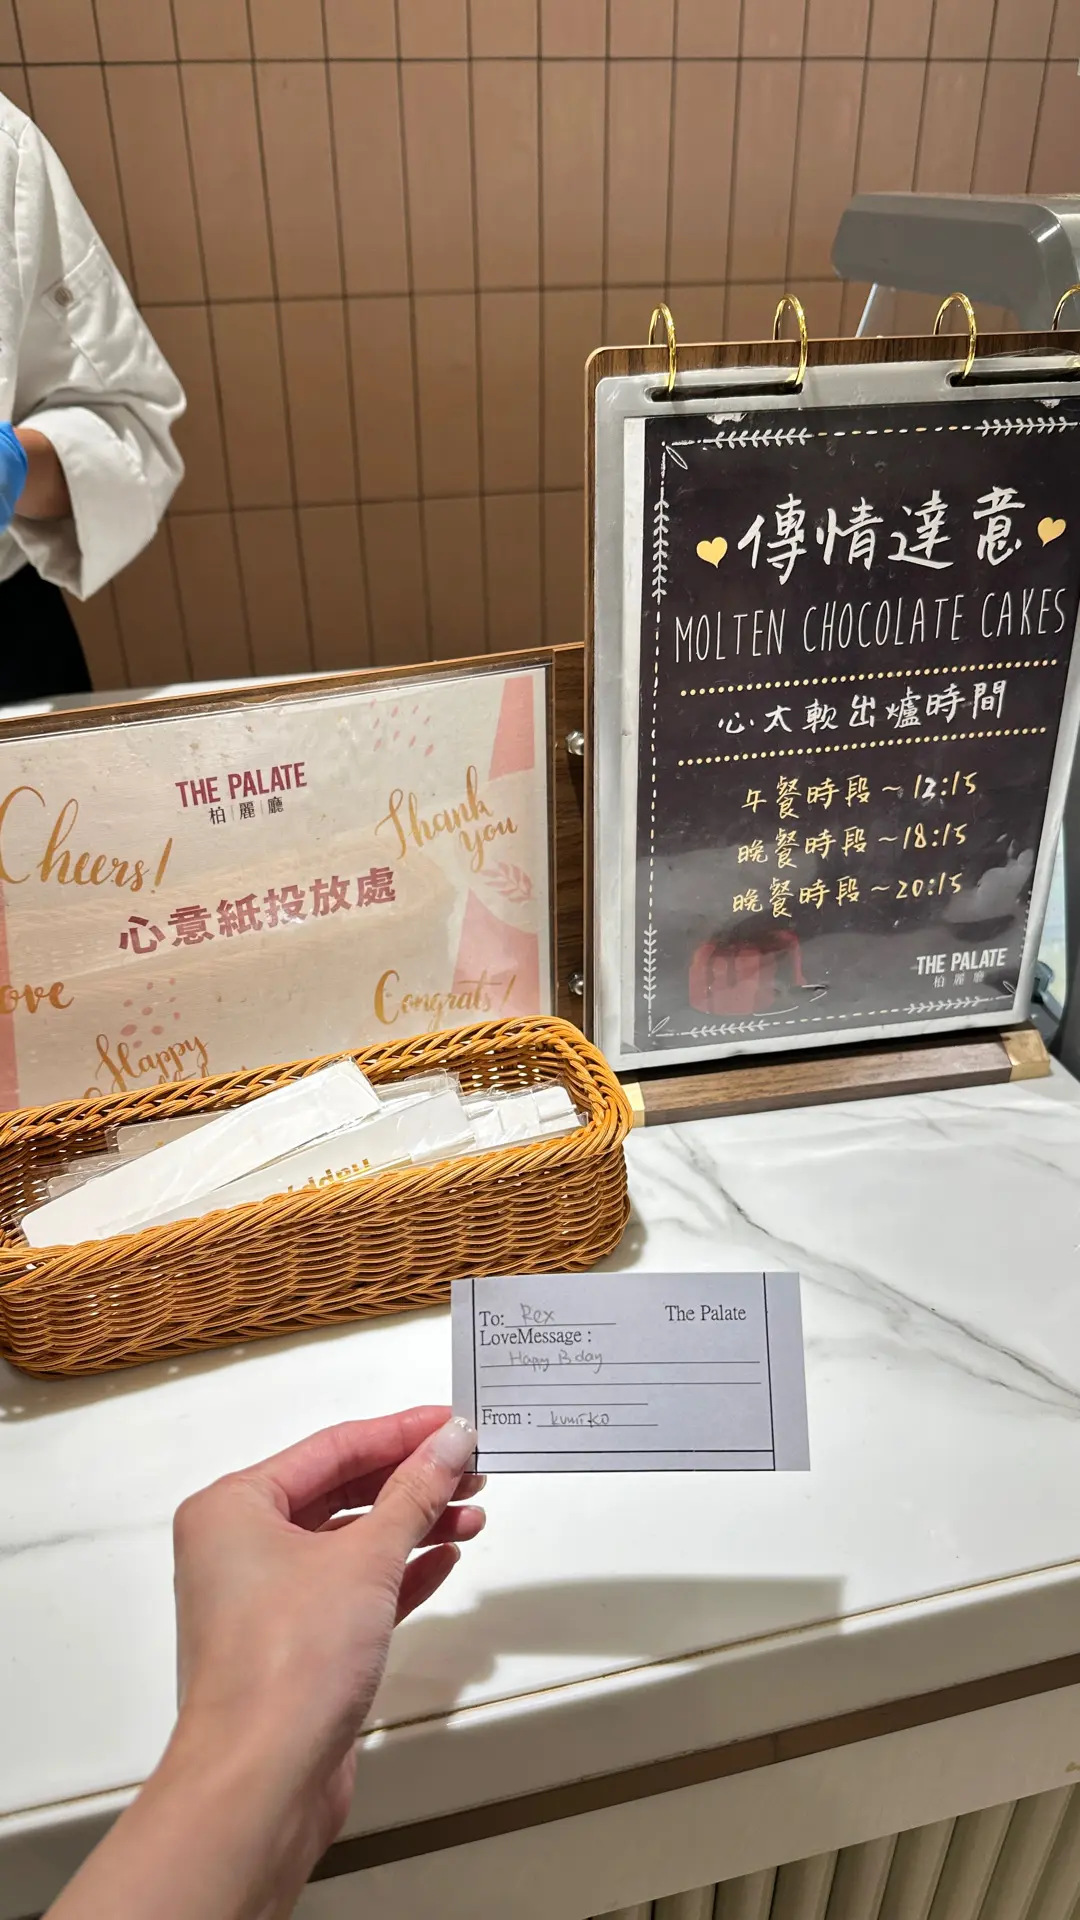 THE PALATE
柏麗廳
Cheers!
Thank you
心意紙投放處
ove
Congrats!
Happy
傳情達意
MOLTEN CHOCOLATE CAKES
心太軟出爐時間
午餐時段~12:15
晚餐時段~18:15
晚餐時段~20:15
THE PALATE
柏麗廳
To: Rex
The Palate
LoveMessage :
Happy Bday
From : kumiko